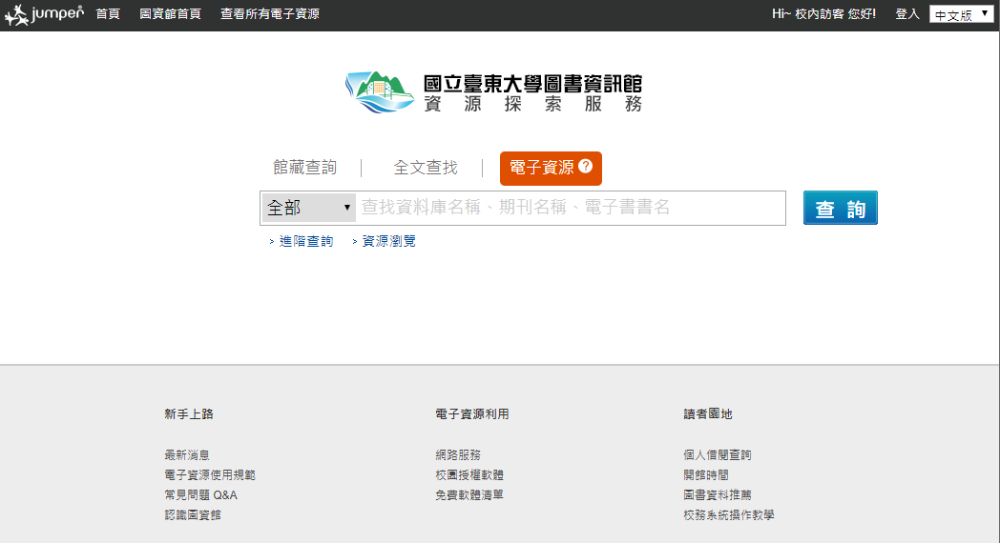 jumper 首頁 圖資館首頁 查看所有電子資源 Hi~ 校內訪客 您好! 登入 中文版
國立臺東大學圖書資訊館
資源探索服務
館藏查詢 全文查找 電子資源 ?
全部 查找資料庫名稱、期刊名稱、電子書書名 查詢
進階查詢 資源瀏覽
新手上路 電子資源利用 讀者園地
最新消息 網路服務 個人借閱查詢
電子資源使用規範 校園授權軟體 開館時間
常見問題 Q&A 免費軟體清單 圖書資料推薦
認識圖資館 校務系統操作教學